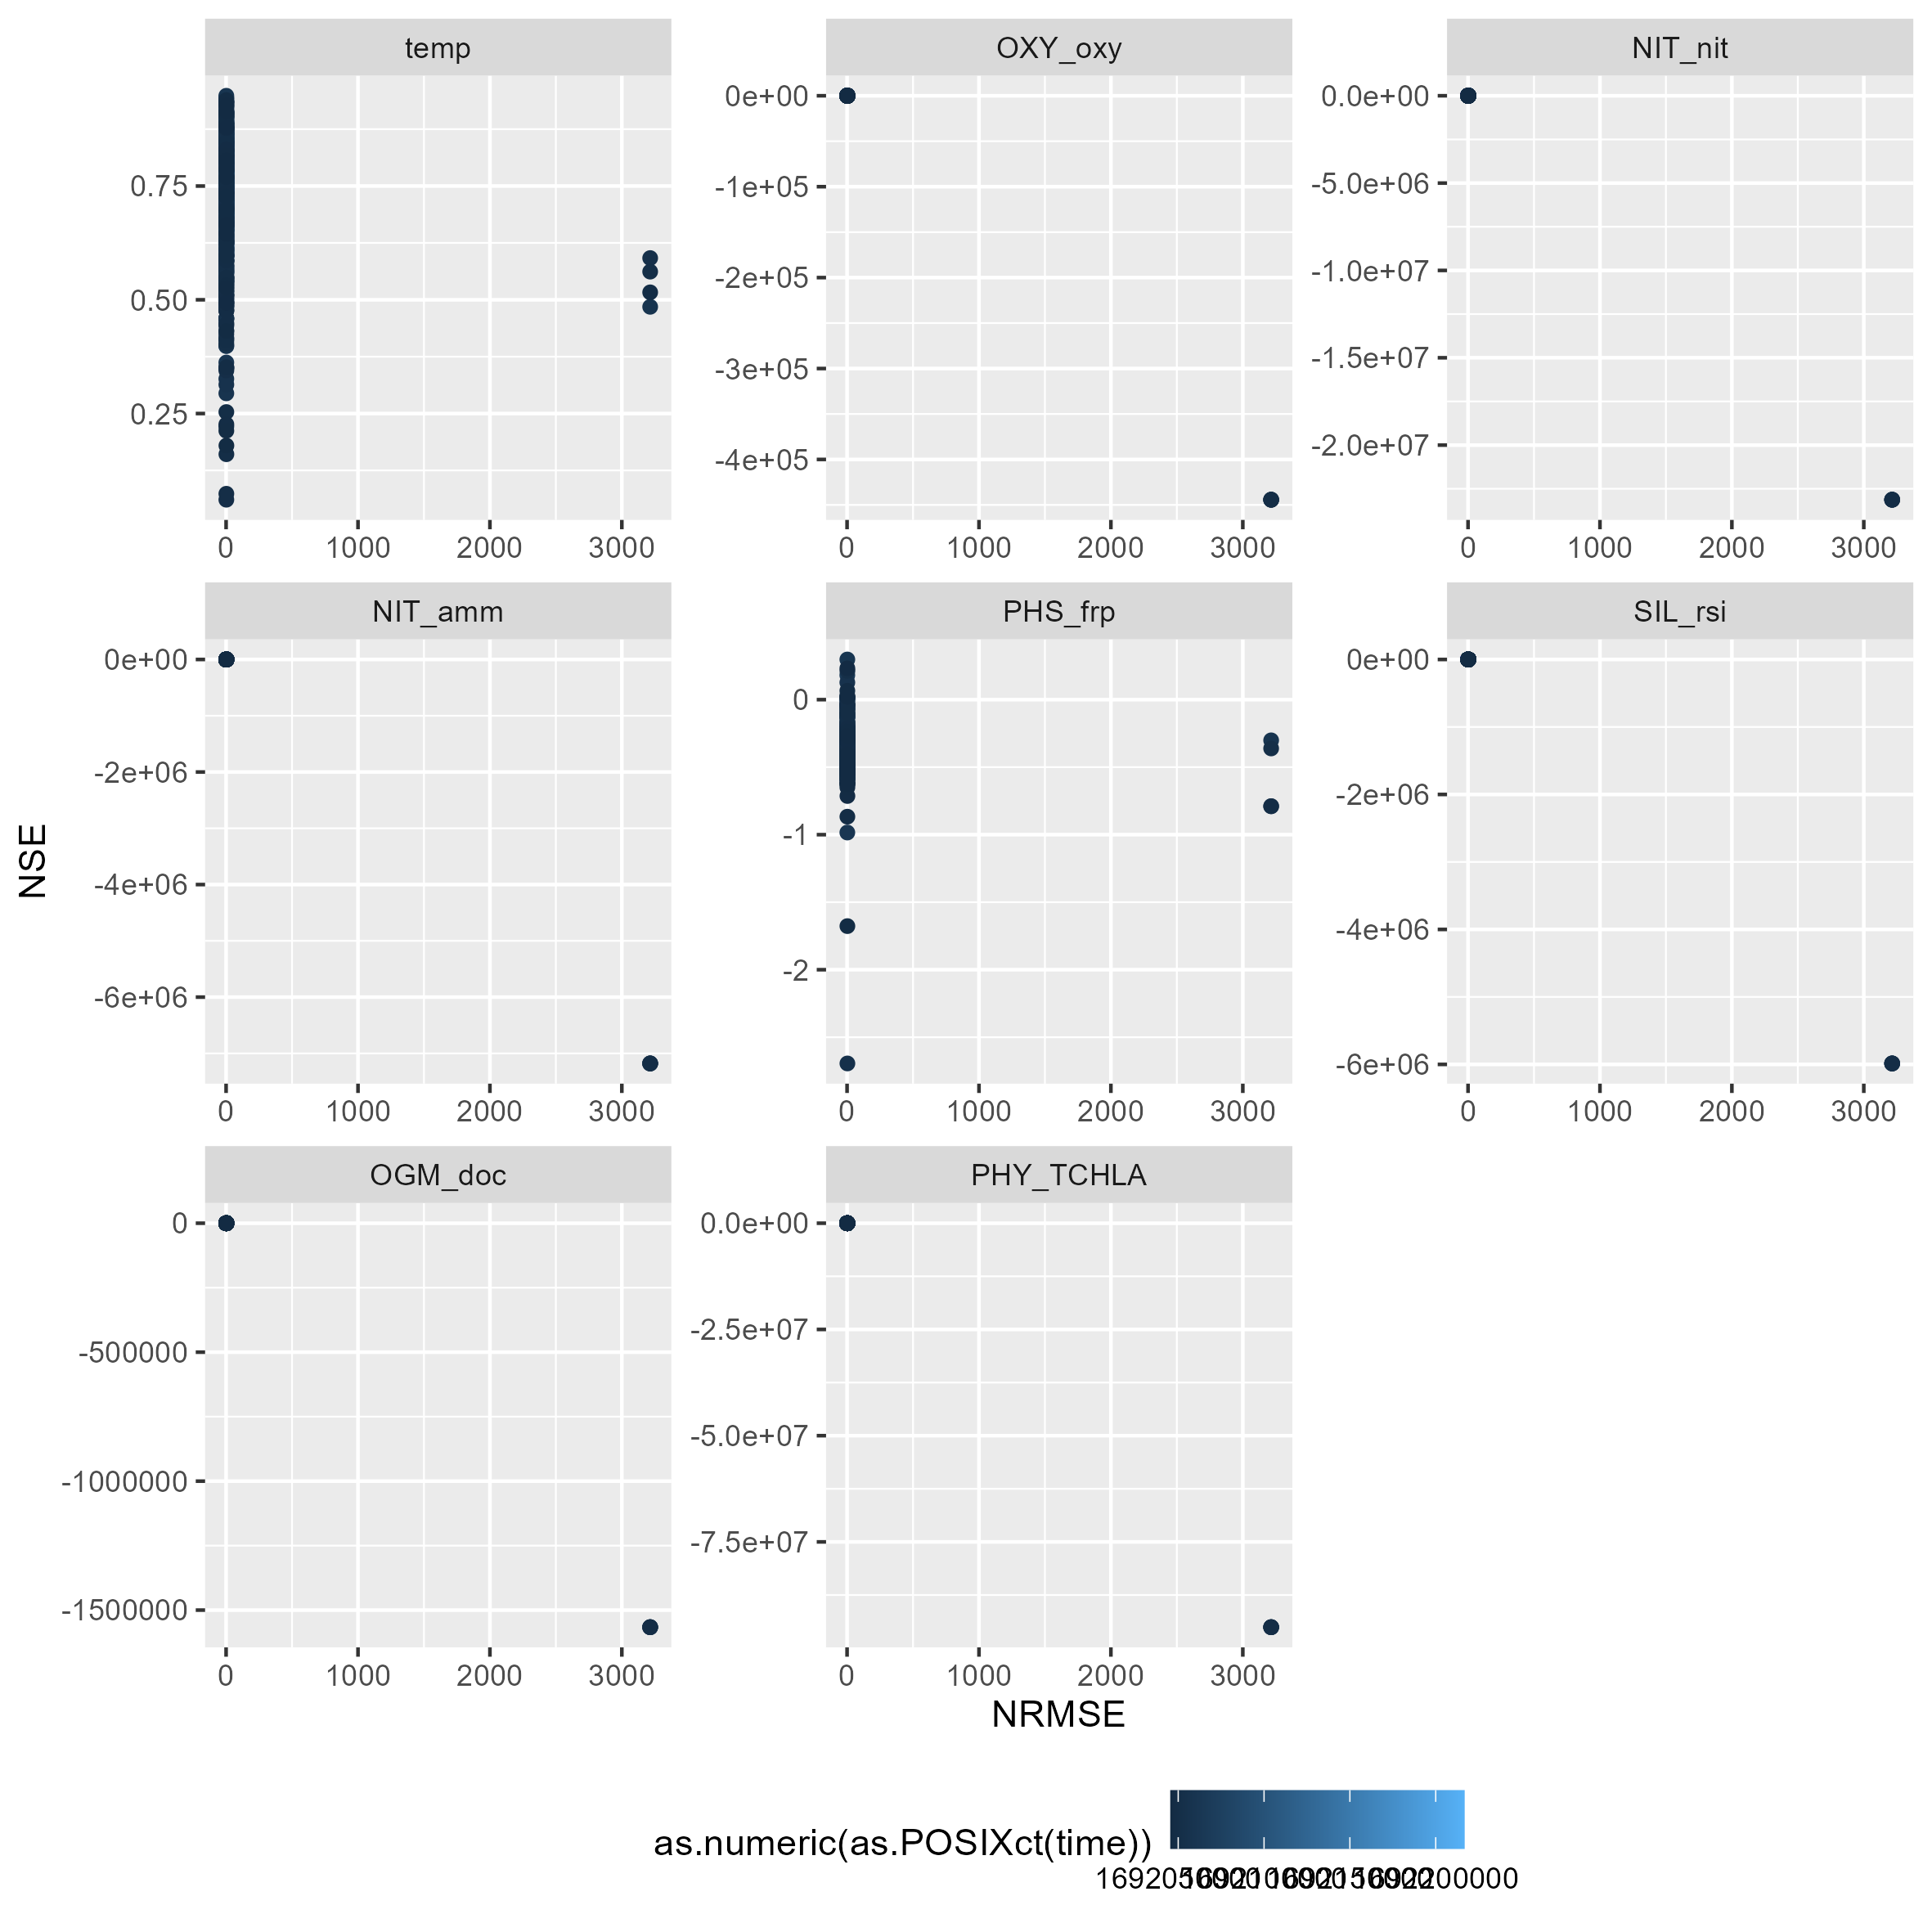 temp
OXY_oxy
NIT_nit
0.75
0.50
0.25
0e+00
-1e+05
-2e+05
-3e+05
-4e+05
0.0e+00
-5.0e+06
-1.0e+07
-1.5e+07
-2.0e+07
0 1000 2000 3000
0 1000 2000 3000
0 1000 2000 3000
NIT_amm
PHS_frp
SIL_rsi
0e+00
-2e+06
-4e+06
-6e+06
0
-1
-2
0e+00
-2e+06
-4e+06
-6e+06
0 1000 2000 3000
0 1000 2000 3000
0 1000 2000 3000
NSE
OGM_doc
PHY_TCHLA
0
-500000
-1000000
-1500000
0.0e+00
-2.5e+07
-5.0e+07
-7.5e+07
0 1000 2000 3000
0 1000 2000 3000
NRMSE
as.numeric(as.POSIXct(time))